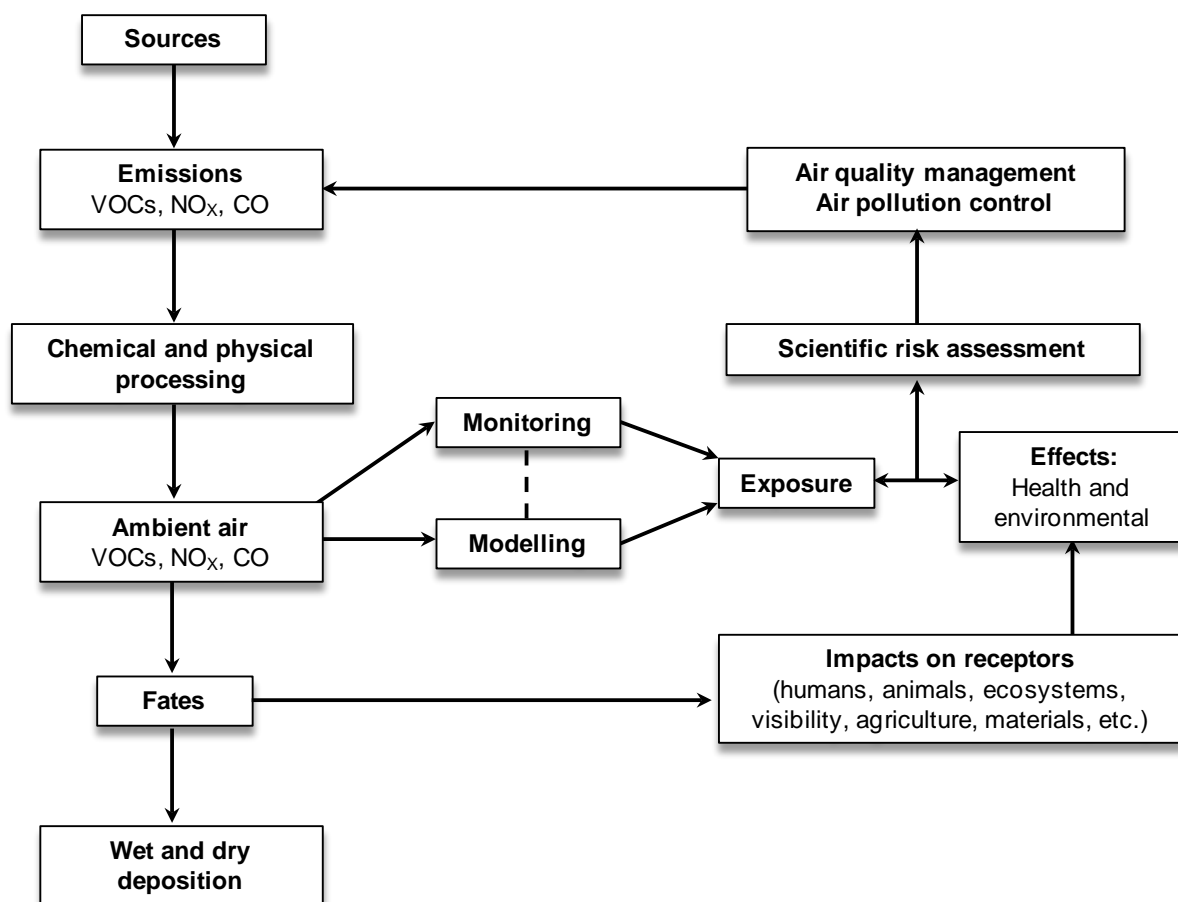 Sources
Emissions
VOCs, NOₓ, CO
Air quality management
Air pollution control
Chemical and physical
processing
Scientific risk assessment
Monitoring
Exposure
Effects:
Health and
environmental
Ambient air
VOCs, NOₓ, CO
Modelling
Fates
Impacts on receptors
(humans, animals, ecosystems,
visibility, agriculture, materials, etc.)
Wet and dry
deposition